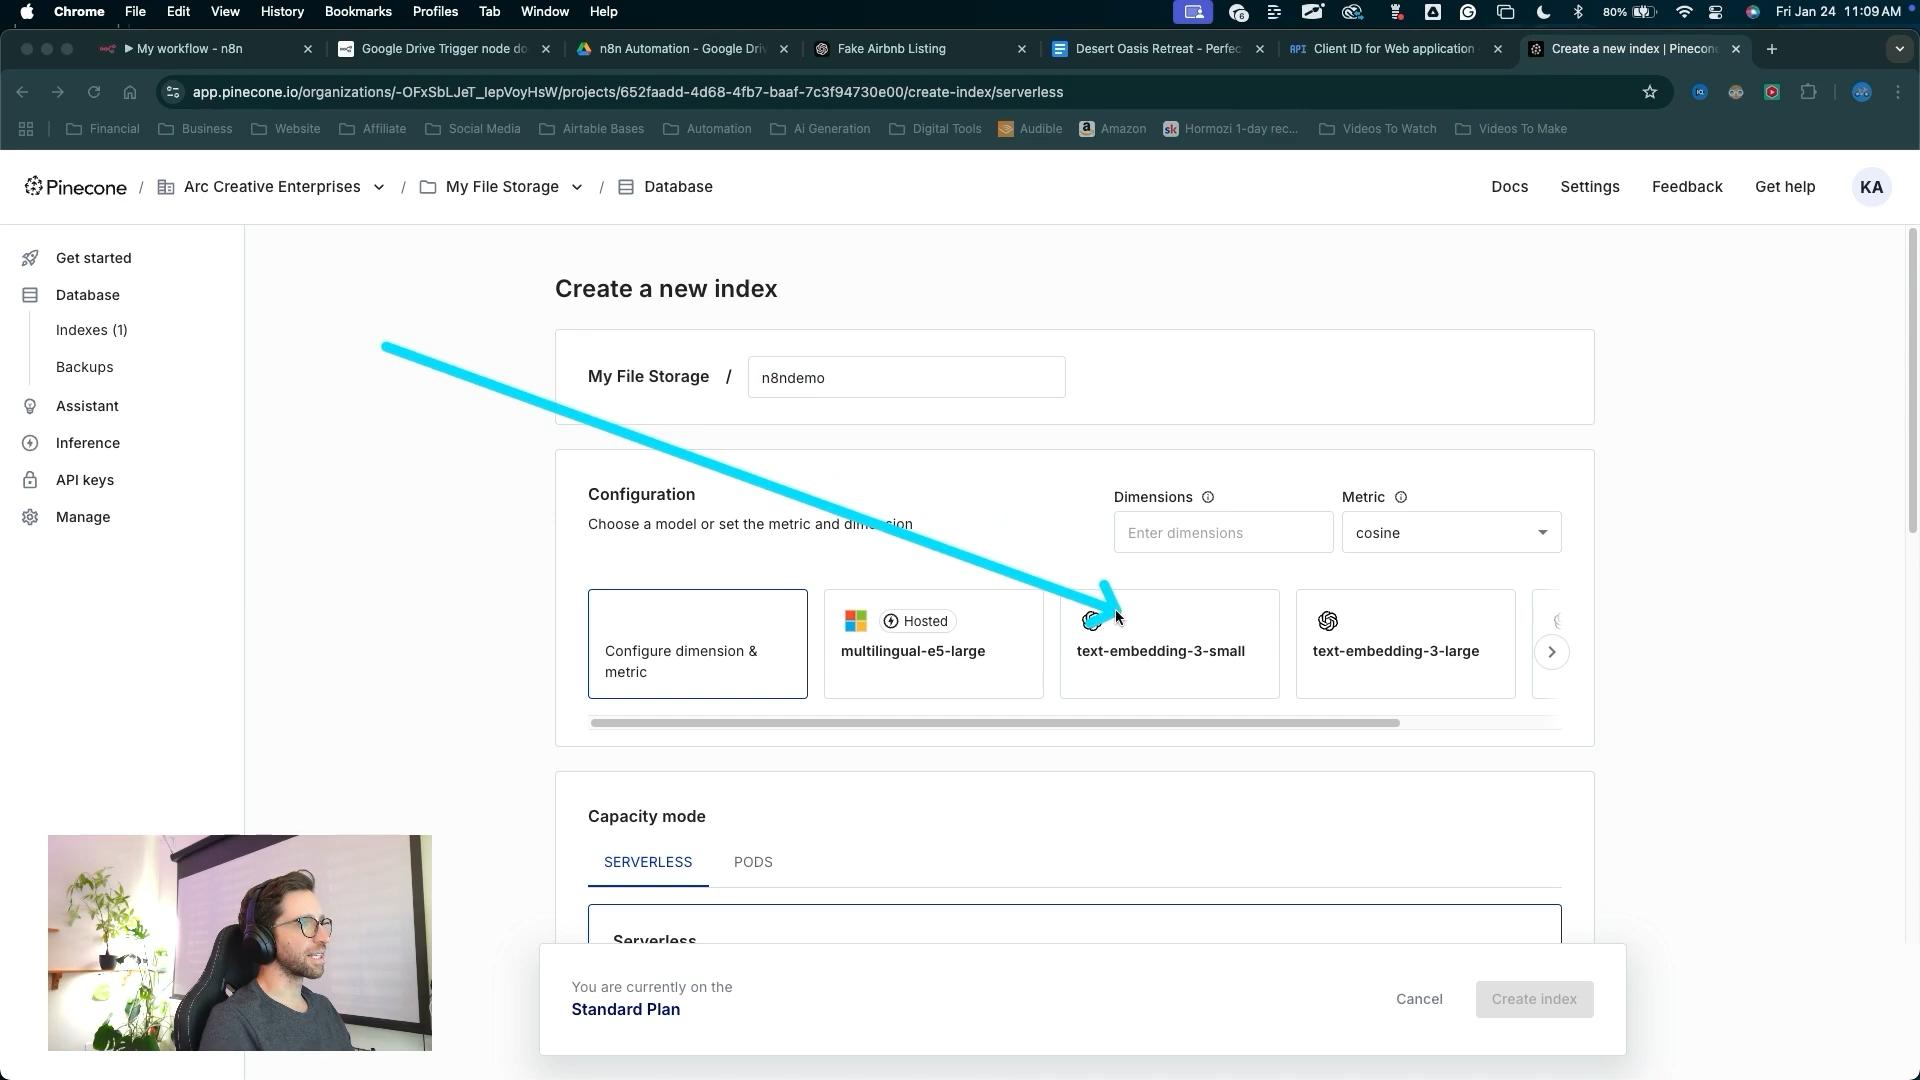 Chrome File Edit View History Bookmarks Profiles Tab Window Help 6 80% Fri Jan 24 11:09 AM
My workflow - n8n Google Drive Trigger node do n8n Automation - Google Dri Fake Airbnb Listing Desert Oasis Retreat - Perfec API Client ID for Web application Create a new index | Pinecone
app.pinecone.io/organizations/-OFxSbLJeT_IepVoyHsW/projects/652faadd-4d68-4fb7-baaf-7c3f94730e00/create-index/serverless
Financial Business Website Affiliate Social Media Airtable Bases Automation Ai Generation Digital Tools Audible Amazon sk Hormozi 1-day rec... Videos To Watch Videos To Make
Pinecone / Arc Creative Enterprises / My File Storage / Database Docs Settings Feedback Get help KA
Get started
Database
Indexes (1)
Backups
Assistant
Inference
API keys
Manage
Create a new index
My File Storage / n8ndemo
Configuration
Choose a model or set the metric and dimension
Dimensions Metric
Enter dimensions cosine
Configure dimension & metric
Hosted
multilingual-e5-large
text-embedding-3-small
text-embedding-3-large
Capacity mode
SERVERLESS PODS
Serverless
You are currently on the
Standard Plan
Cancel Create index